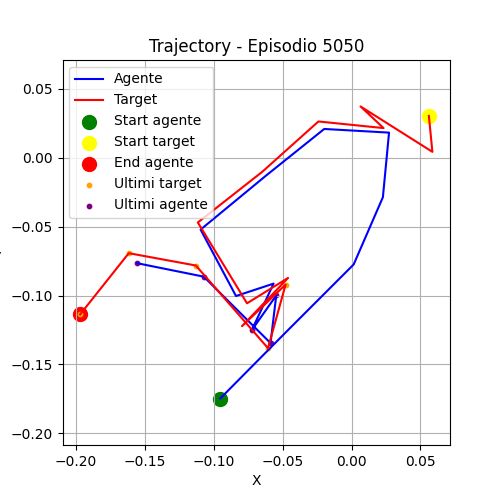 Trajectory - Episodio 5050
Agente
Target
Start agente
Start target
End agente
Ultimi target
Ultimi agente
0.05
0.00
−0.05
−0.10
−0.15
−0.20
−0.20 −0.15 −0.10 −0.05 0.00 0.05
X